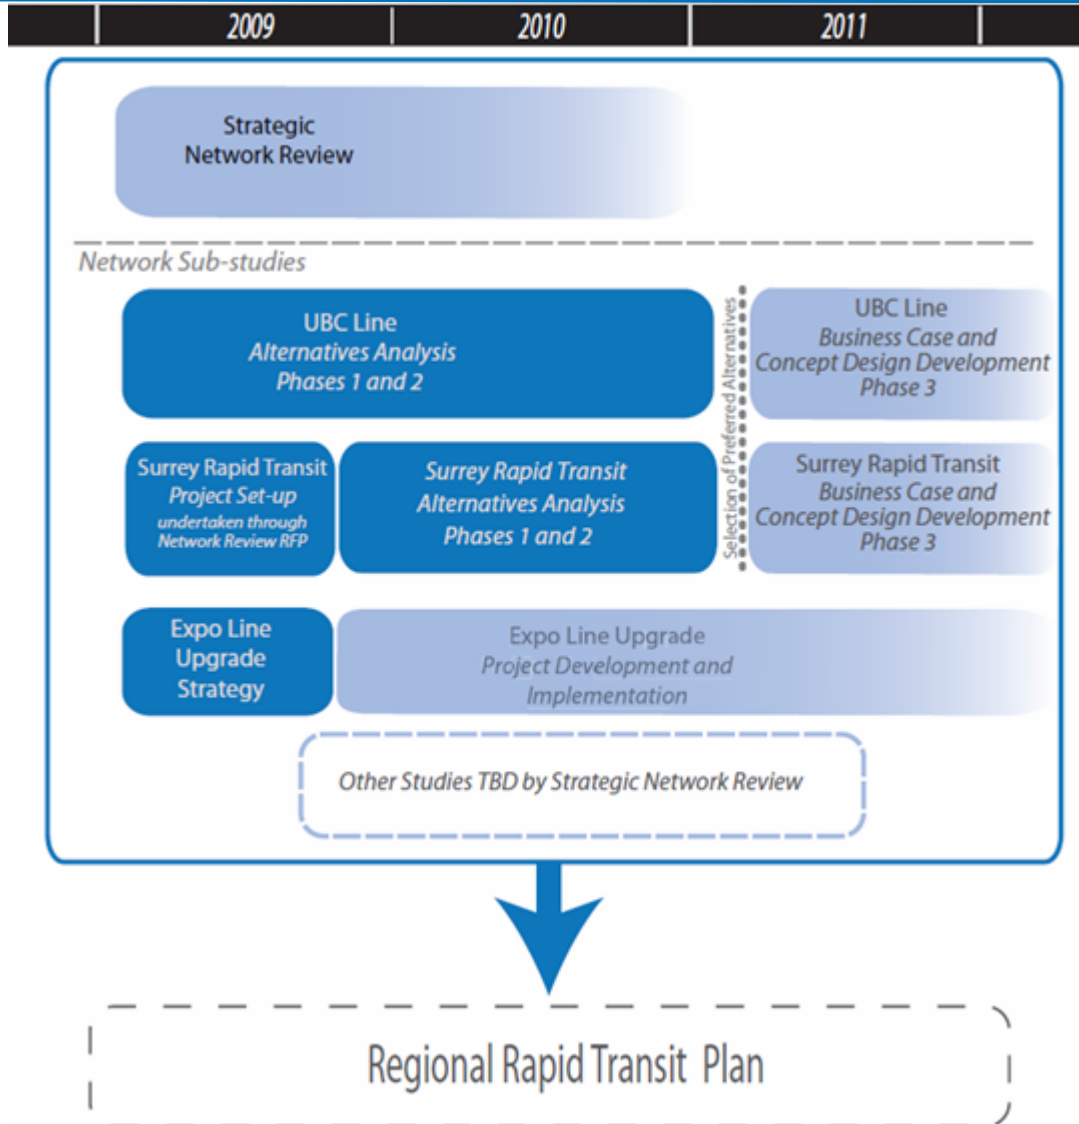 2009 2010 2011
Strategic
Network Review
Network Sub-studies
UBC Line
Alternatives Analysis
Phases 1 and 2
Selection of Preferred Alternatives
UBC Line
Business Case and
Concept Design Development
Phase 3
Surrey Rapid Transit
Project Set-up
undertaken through
Network Review RFP
Surrey Rapid Transit
Alternatives Analysis
Phases 1 and 2
Surrey Rapid Transit
Business Case and
Concept Design Development
Phase 3
Expo Line
Upgrade
Strategy
Expo Line Upgrade
Project Development and
Implementation
Other Studies TBD by Strategic Network Review
Regional Rapid Transit Plan